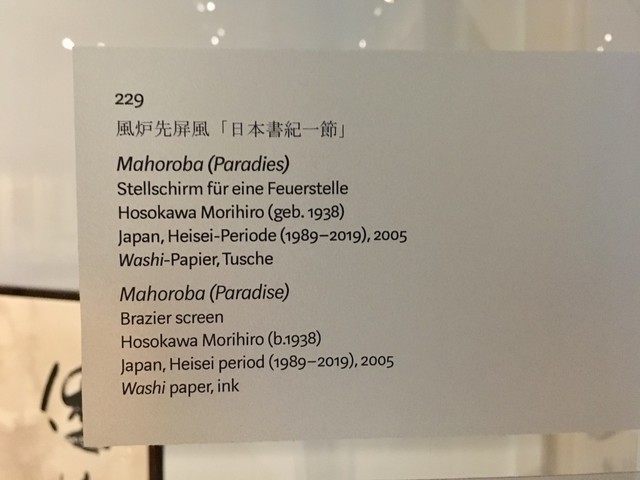 229
風炉先屏風「日本書紀一節」
Mahoroba (Paradies)
Stellschirm für eine Feuerstelle
Hosokawa Morihiro (geb. 1938)
Japan, Heisei-Periode (1989–2019), 2005
Washi-Papier, Tusche
Mahoroba (Paradise)
Brazier screen
Hosokawa Morihiro (b.1938)
Japan, Heisei period (1989–2019), 2005
Washi paper, ink